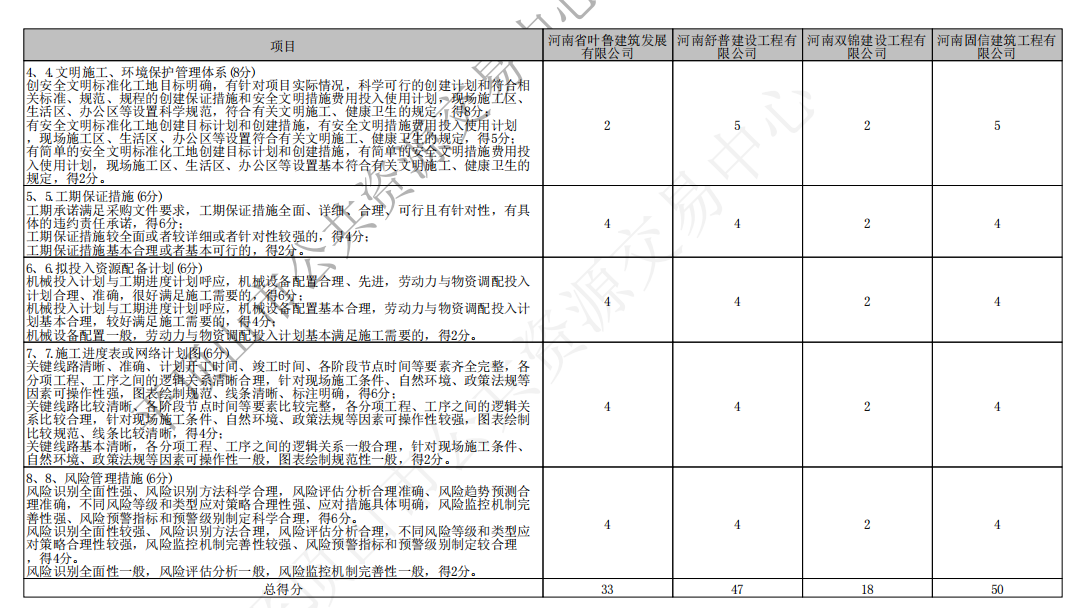 项目
河南省叶鲁建筑发展
有限公司
河南舒普建设工程有
限公司
河南双锦建设工程有
限公司
河南固信建筑工程有
限公司
4、4.文明施工、环境保护管理体系(8分)
创安全文明标准化工地目标明确，有针对项目实际情况，科学可行的创建计划和符合相
关标准、规范、规程的创建保证措施和安全文明措施费用投入使用计划，现场施工区、
生活区、办公区等设置科学规范，符合有关文明施工、健康卫生的规定，得8分；
有安全文明标准化工地创建目标计划和创建措施，有安全文明措施费用投入使用计划
，现场施工区、生活区、办公区等设置符合有关文明施工、健康卫生的规定，得5分；
有简单的安全文明标准化工地创建目标计划和创建措施，有简单的安全文明措施费用投
入使用计划，现场施工区、生活区、办公区等设置基本符合有关文明施工、健康卫生的
规定，得2分。
2
5
2
5
5、5.工期保证措施(6分)
工期承诺满足采购文件要求，工期保证措施全面、详细、合理、可行且有针对性，有具
体的违约责任承诺，得6分；
工期保证措施较全面或者较详细或者针对性较强的，得4分；
工期保证措施基本合理或者基本可行的，得2分。
4
4
2
4
6、6.拟投入资源配备计划(6分)
机械投入计划与工期进度计划呼应，机械设备配置合理、先进，劳动力与物资调配投入
计划合理、准确，很好满足施工需要的，得6分；
机械投入计划与工期进度计划呼应，机械设备配置基本合理，劳动力与物资调配投入计
划基本合理，较好满足施工需要的，得4分；
机械设备配置一般，劳动力与物资调配投入计划基本满足施工需要的，得2分。
4
4
2
4
7、7.施工进度表或网络计划图(6分)
关键线路清晰、准确、计划开工时间、竣工时间、各阶段节点时间等要素齐全完整，各
分项工程、工序之间的逻辑关系清晰合理，针对现场施工条件、自然环境、政策法规等
因素可操作性强，图表绘制规范、线条清晰、标注明确，得6分；
关键线路比较清晰、各阶段节点时间等要素比较完整，各分项工程、工序之间的逻辑关
系比较合理，针对现场施工条件、自然环境、政策法规等因素可操作性较强，图表绘制
比较规范、线条比较清晰，得4分；
关键线路基本清晰，各分项工程、工序之间的逻辑关系一般合理，针对现场施工条件、
自然环境、政策法规等因素可操作性一般，图表绘制规范性一般，得2分。
4
4
2
4
8、8、风险管理措施(6分)
风险识别全面性强、风险识别方法科学合理，风险评估分析合理准确、风险趋势预测合
理准确，不同风险等级和类型应对策略合理性强、应对措施具体明确，风险监控机制完
善性强、风险预警指标和预警级别制定科学合理，得6分。
风险识别全面性较强、风险识别方法合理，风险评估分析合理，不同风险等级和类型应
对策略合理性较强，风险监控机制完善性较强、风险预警指标和预警级别制定较合理
，得4分。
风险识别全面性一般，风险评估分析一般，风险监控机制完善性一般，得2分。
4
4
2
4
总得分
33
47
18
50